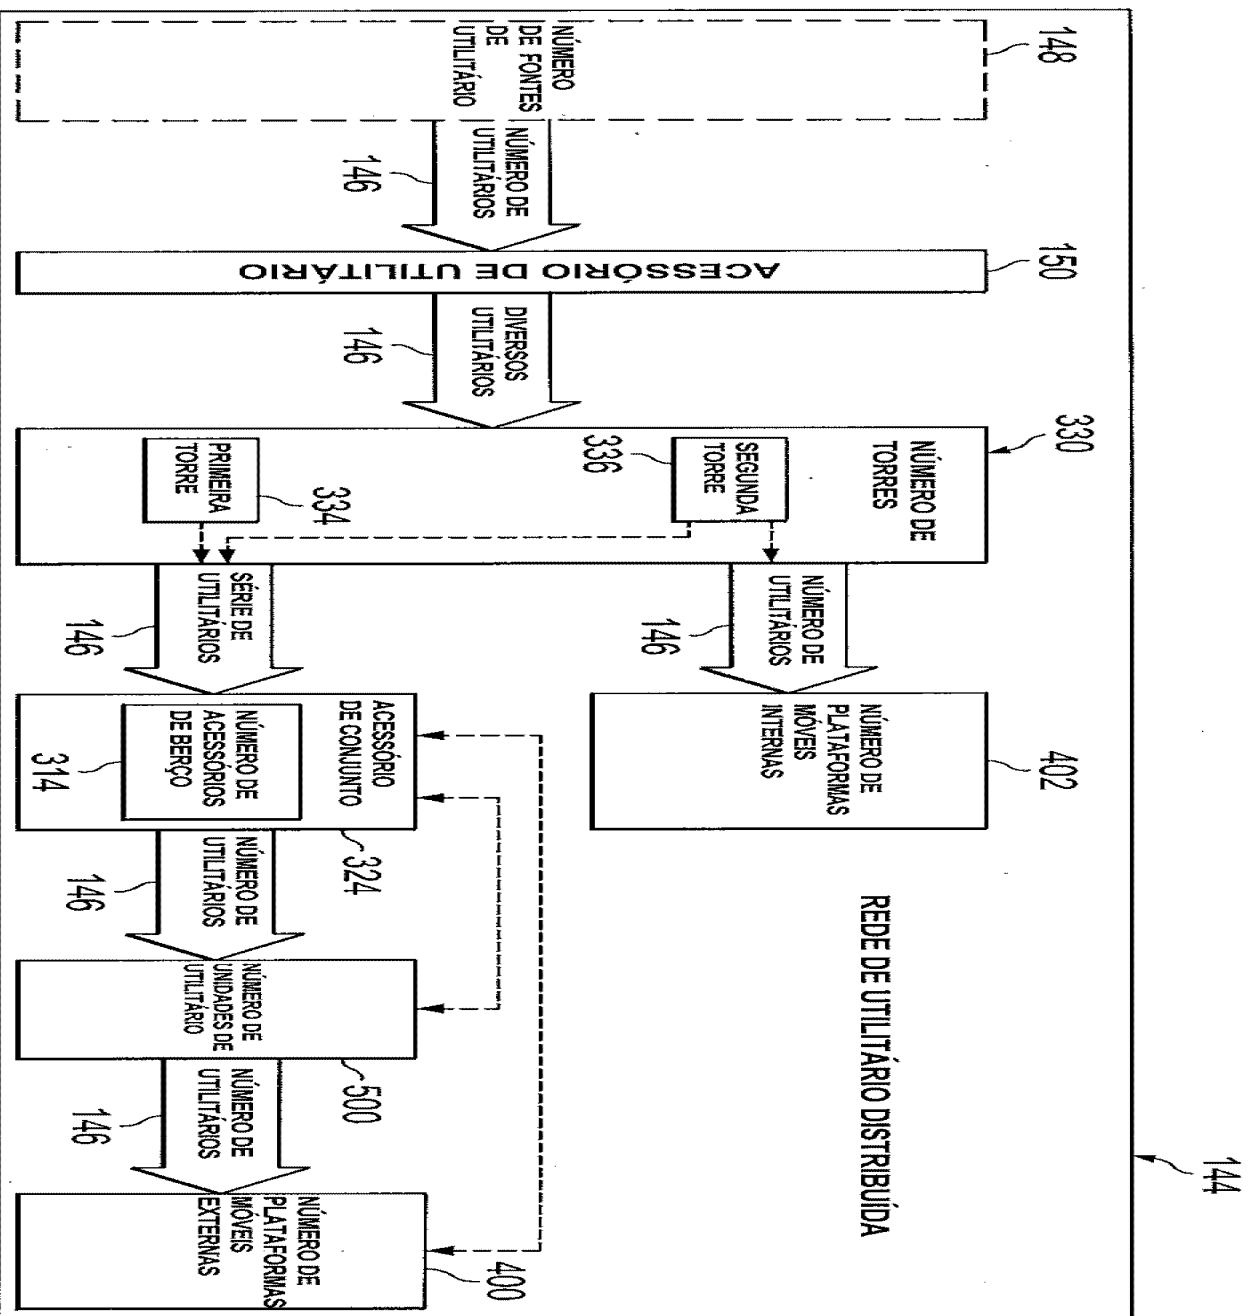 144
REDE DE UTILITÁRIO DISTRIBUÍDA
148
NÚMERO
DE FONTES
DE
UTILITÁRIO
NÚMERO DE
UTILITÁRIOS
146
150
ACESSÓRIO DE UTILITÁRIO
DIVERSOS
UTILITÁRIOS
146
330
NÚMERO DE
TORRES
SEGUNDA
TORRE
336
PRIMEIRA
TORRE
334
NÚMERO DE
UTILITÁRIOS
146
SÉRIE DE
UTILITÁRIOS
146
402
NÚMERO DE
PLATAFORMAS
MÓVEIS
INTERNAS
ACESSÓRIO
DE CONJUNTO
NÚMERO DE
ACESSÓRIOS
DE BERÇO
314
324
NÚMERO DE
UTILITÁRIOS
146
NÚMERO DE
UNIDADES DE
UTILITÁRIO
500
NÚMERO DE
UTILITÁRIOS
146
NÚMERO DE
PLATAFORMAS
MÓVEIS
EXTERNAS
400